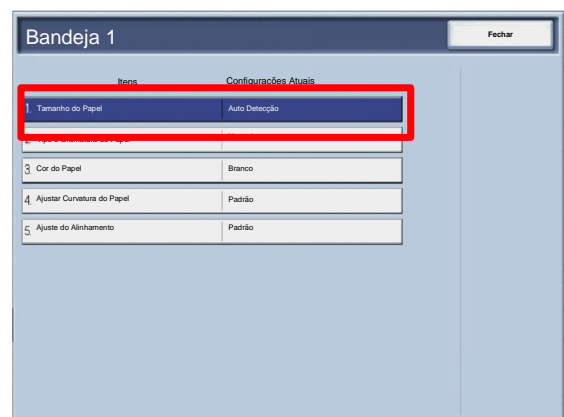 Bandeja 1
Fechar
Itens Configurações Atuais
1. Tamanho do Papel Auto Detecção
3. Cor do Papel Branco
4. Ajustar Curvatura do Papel Padrão
5. Ajuste do Alinhamento Padrão